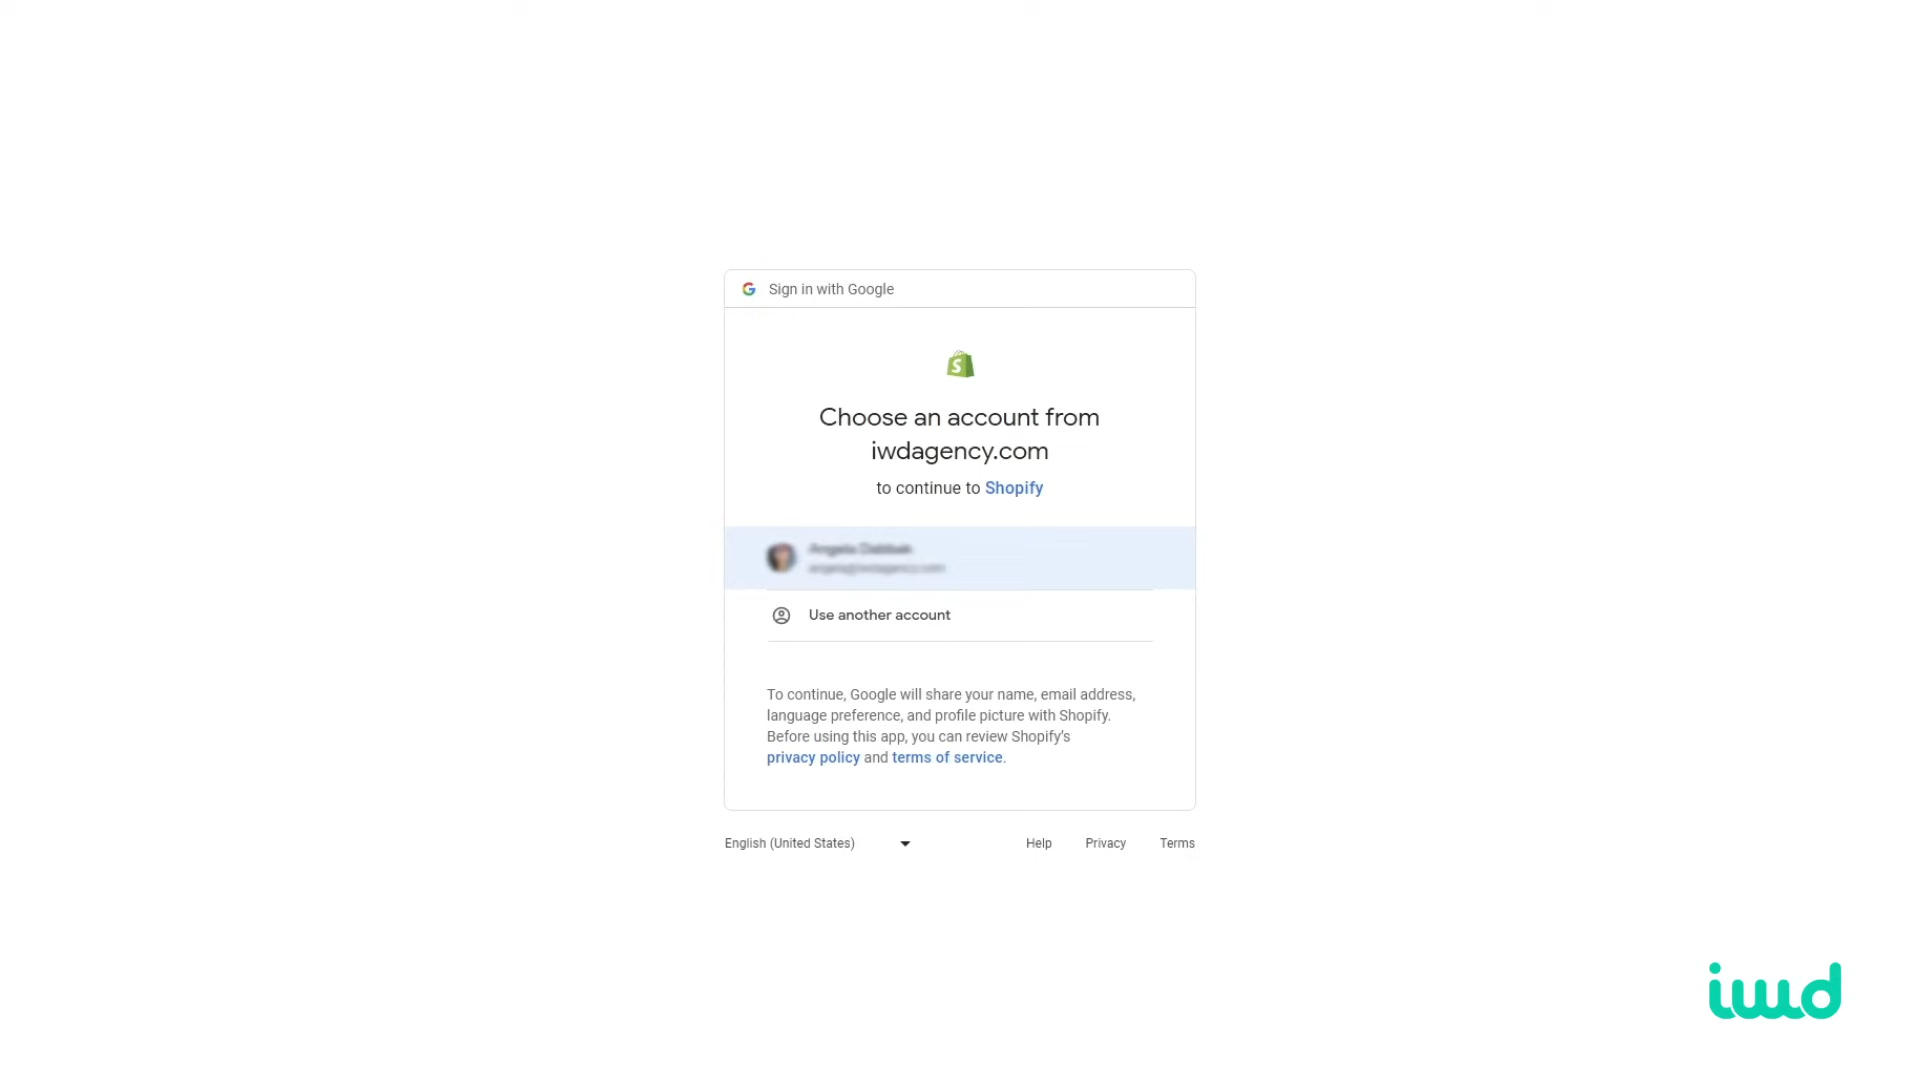 Sign in with Google
Choose an account from
iwdagency.com
to continue to Shopify
Use another account
To continue, Google will share your name, email address,
language preference, and profile picture with Shopify.
Before using this app, you can review Shopify's
privacy policy and terms of service.
English (United States)
Help
Privacy
Terms
iwd